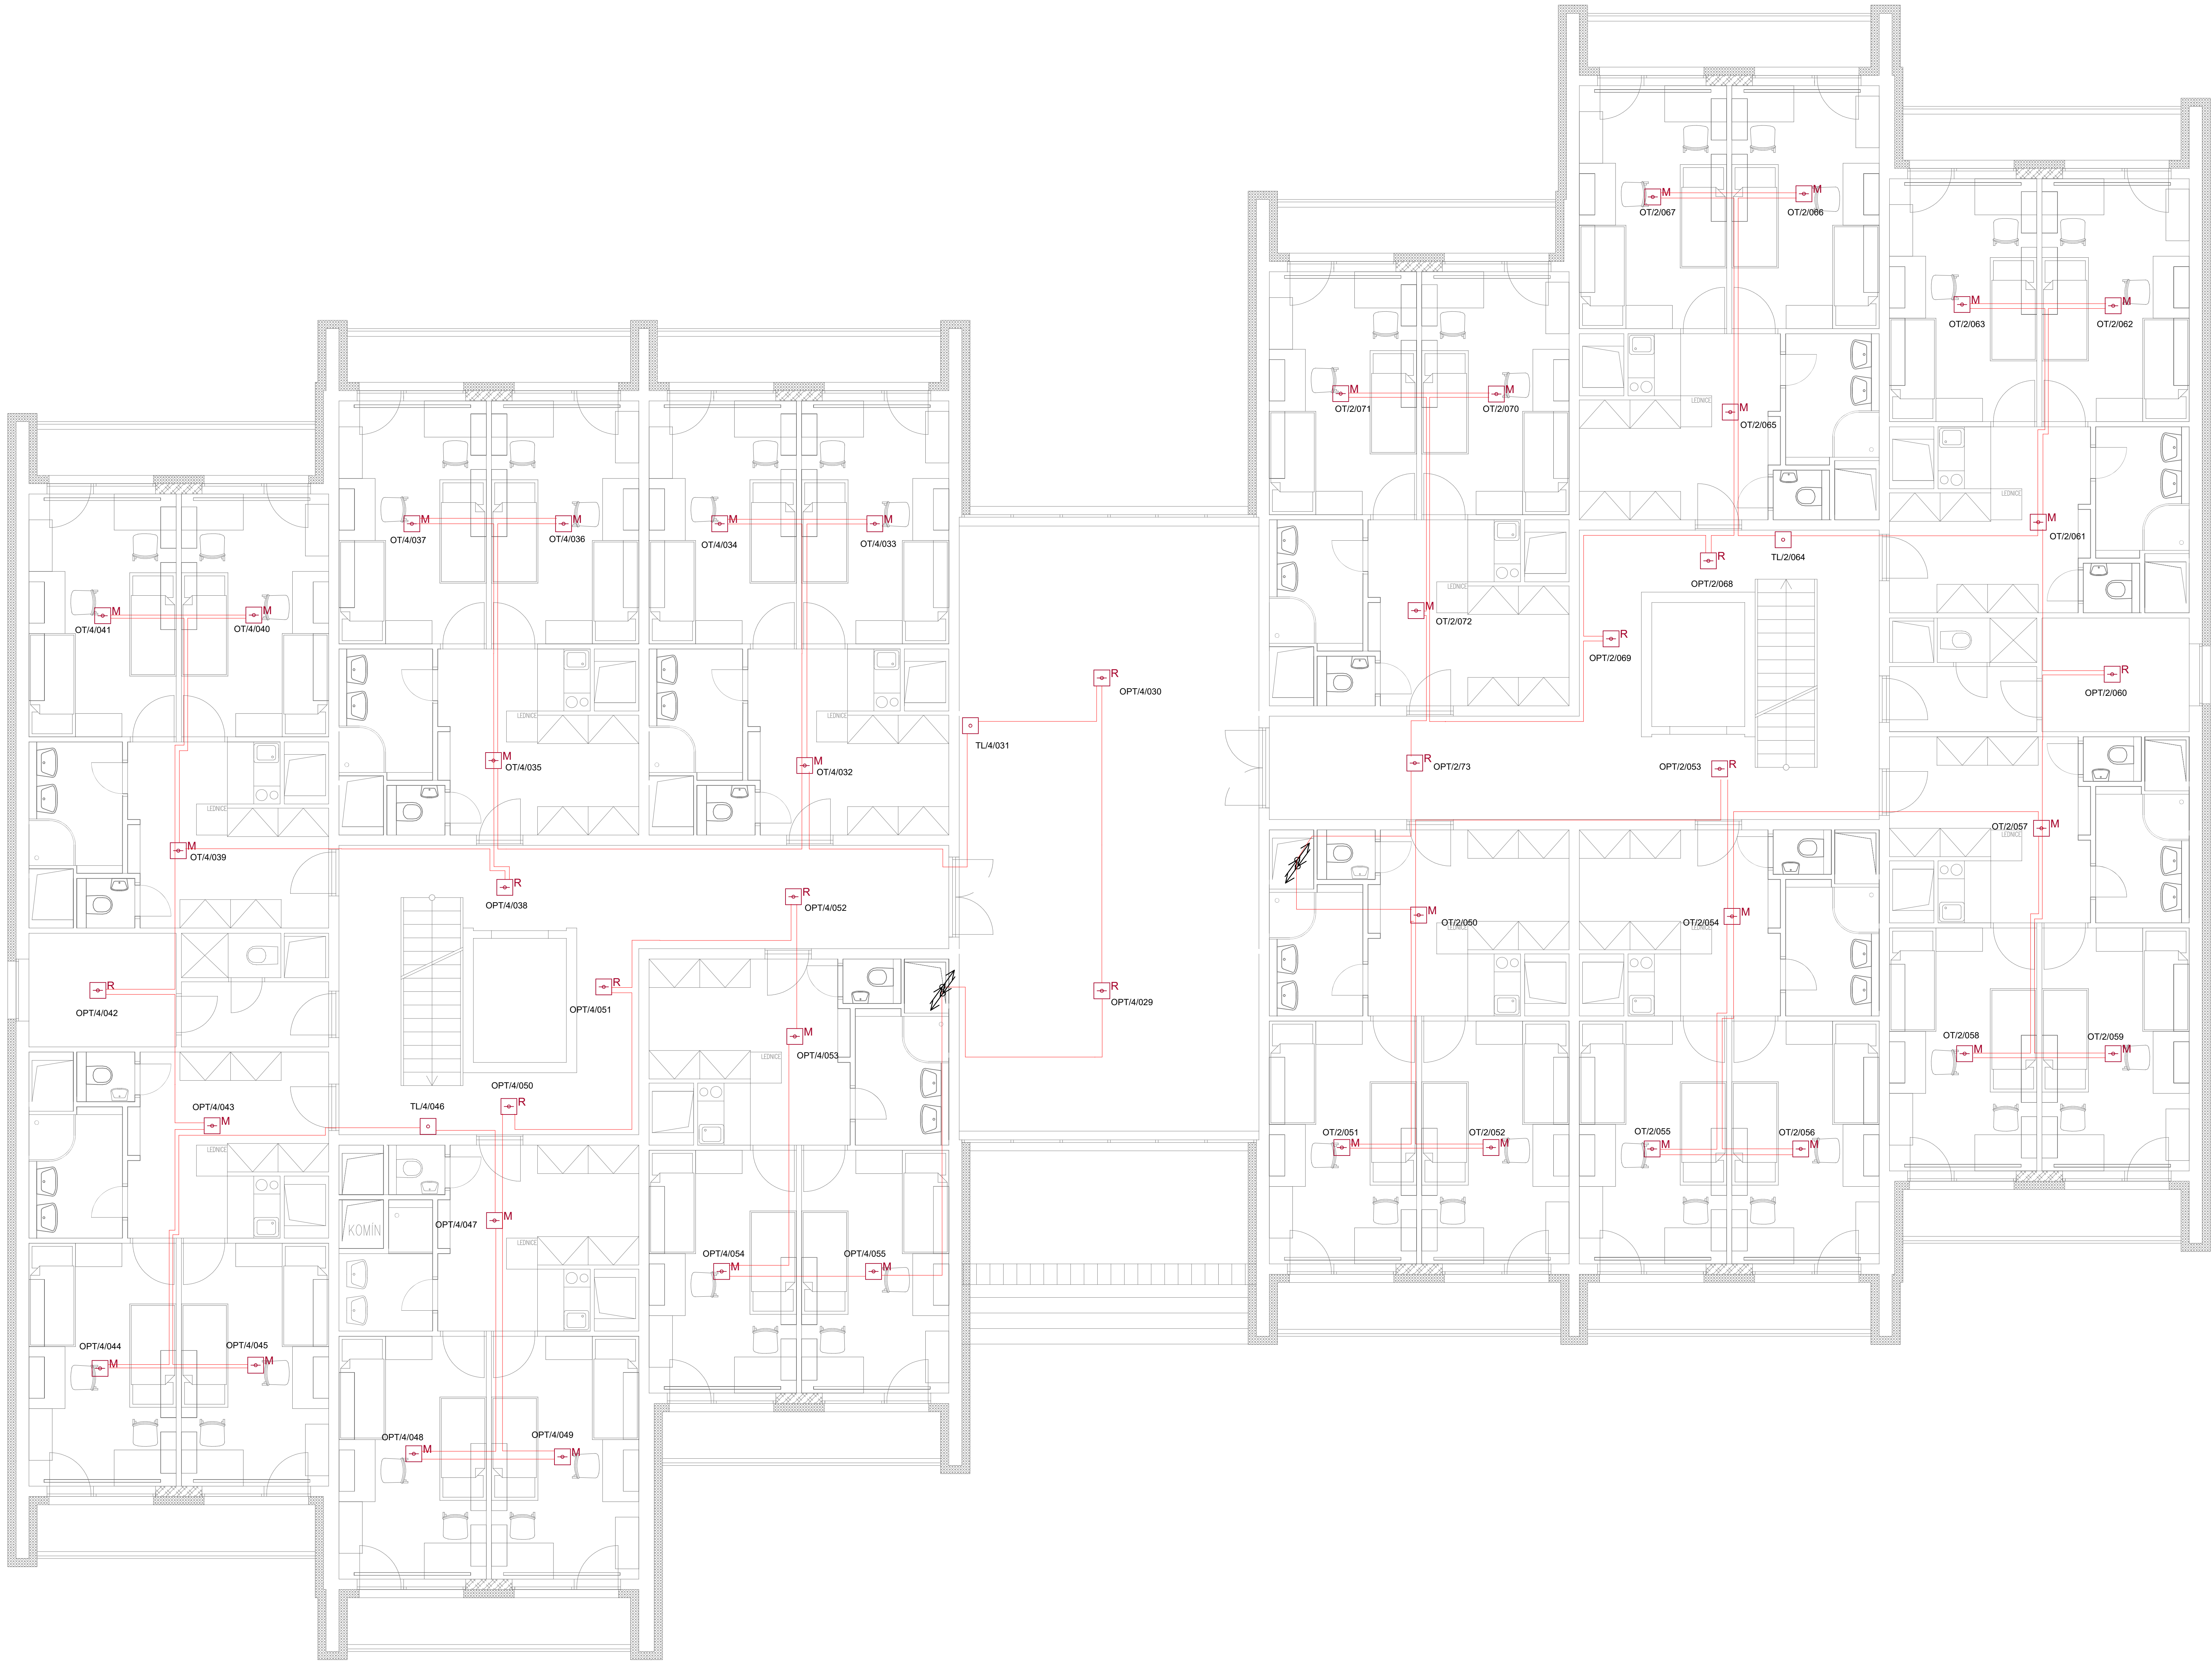 M
M
OT/2/067
OT/2/066
M
M
OT/2/063
OT/2/062
M
M
OT/2/071
OT/2/070
LEDNICE
M
OT/2/065
LEDNICE
M
OT/2/061
TL/2/064
R
OPT/2/068
M
M
OT/4/037
OT/4/036
M
M
OT/4/034
OT/4/033
LEDNICE
M
OT/2/072
M
M
OT/4/041
OT/4/040
R
OPT/2/069
R
OPT/2/060
R
OPT/4/030
LEDNICE
LEDNICE
TL/4/031
M
OT/4/035
M
OT/4/032
R
OPT/2/73
OPT/2/053
R
LEDNICE
M
OT/4/039
OT/2/057
M
LEDNICE
R
OPT/4/038
R
OPT/4/052
M
OT/2/050
LEDNICE
OT/2/054
M
LEDNICE
R
OPT/4/042
R
OPT/4/051
R
OPT/4/029
M
OPT/4/053
LEDNICE
OT/2/058
M
OT/2/059
M
OPT/4/050
R
OPT/4/043
M
TL/4/046
LEDNICE
OT/2/051
M
OT/2/052
M
OT/2/055
M
OT/2/056
M
OPT/4/047
M
KOMÍN
LEDNICE
OPT/4/054
M
OPT/4/055
M
OPT/4/044
M
OPT/4/045
M
OPT/4/048
M
OPT/4/049
M